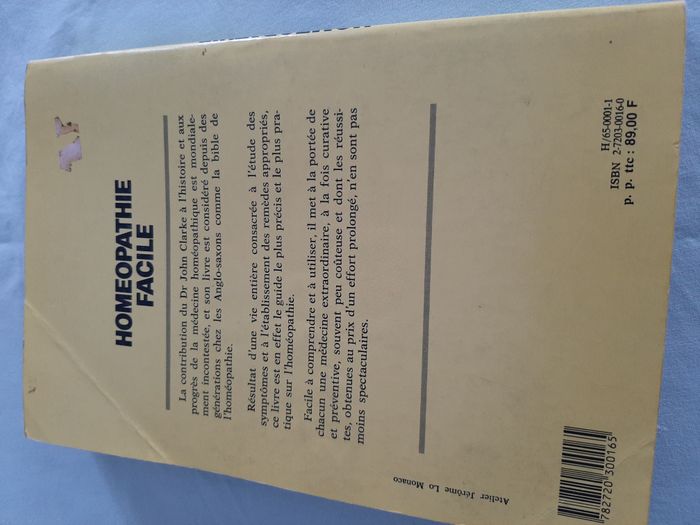 HOMEOPATHIE
FACILE
La contribution du Dr John Clarke à l'histoire et aux
progrès de la médecine homéopathique est mondiale-
ment incontestée, et son livre est considéré depuis des
générations chez les Anglo-saxons comme la bible de
l'homéopathie.
Résultat d'une vie entière consacrée à l'étude des
symptômes et à l'établissement des remèdes appropriés,
ce livre est en effet le guide le plus précis et le plus pra-
tique sur l'homéopathie.
Facile à comprendre et à utiliser, il met à la portée de
chacun une médecine extraordinaire, à la fois curative
et préventive, souvent peu coûteuse et dont les réussi-
tes, obtenues au prix d'un effort prolongé, n'en sont pas
moins spectaculaires.
Atelier Jérôme Lo Monaco
H/65-0001-1
ISBN 2-7203-0016-0
p. p. ttc : 89,00 F
782720 300165